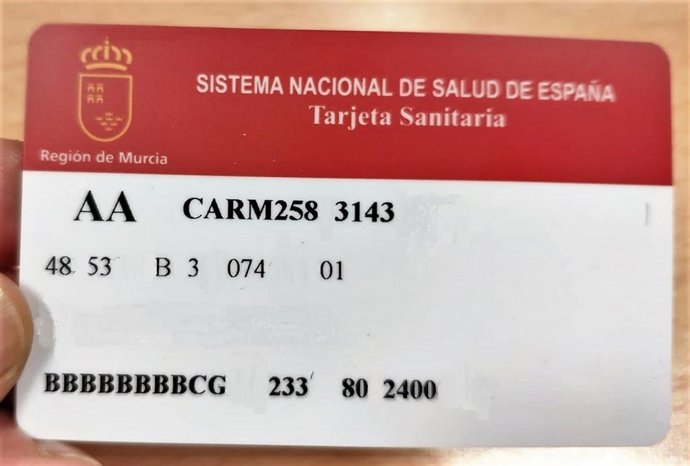 SISTEMA NACIONAL DE SALUD DE ESPAÑA
Tarjeta Sanitaria
Región de Murcia
AA CARM258 3143
48 53 B 3 074 01
BBBBBBBBCG 233 80 2400